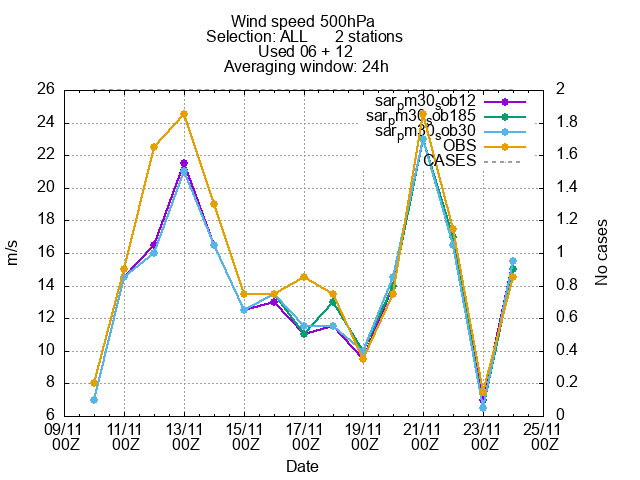 Wind speed 500hPa
Selection: ALL 2 stations
Used 06 + 12
Averaging window: 24h
26 2
24 1.8
22 1.6
20 1.4
18 1.2
16 1
14 0.8
12 0.6
10 0.4
8 0.2
6 0
m/s
No cases
sar_pm30_sob12
sar_pm30_sob185
sar_pm30_sob30
OBS
CASES
09/11 11/11 13/11 15/11 17/11 19/11 21/11 23/11 25/11
00Z 00Z 00Z 00Z 00Z 00Z 00Z 00Z 00Z
Date